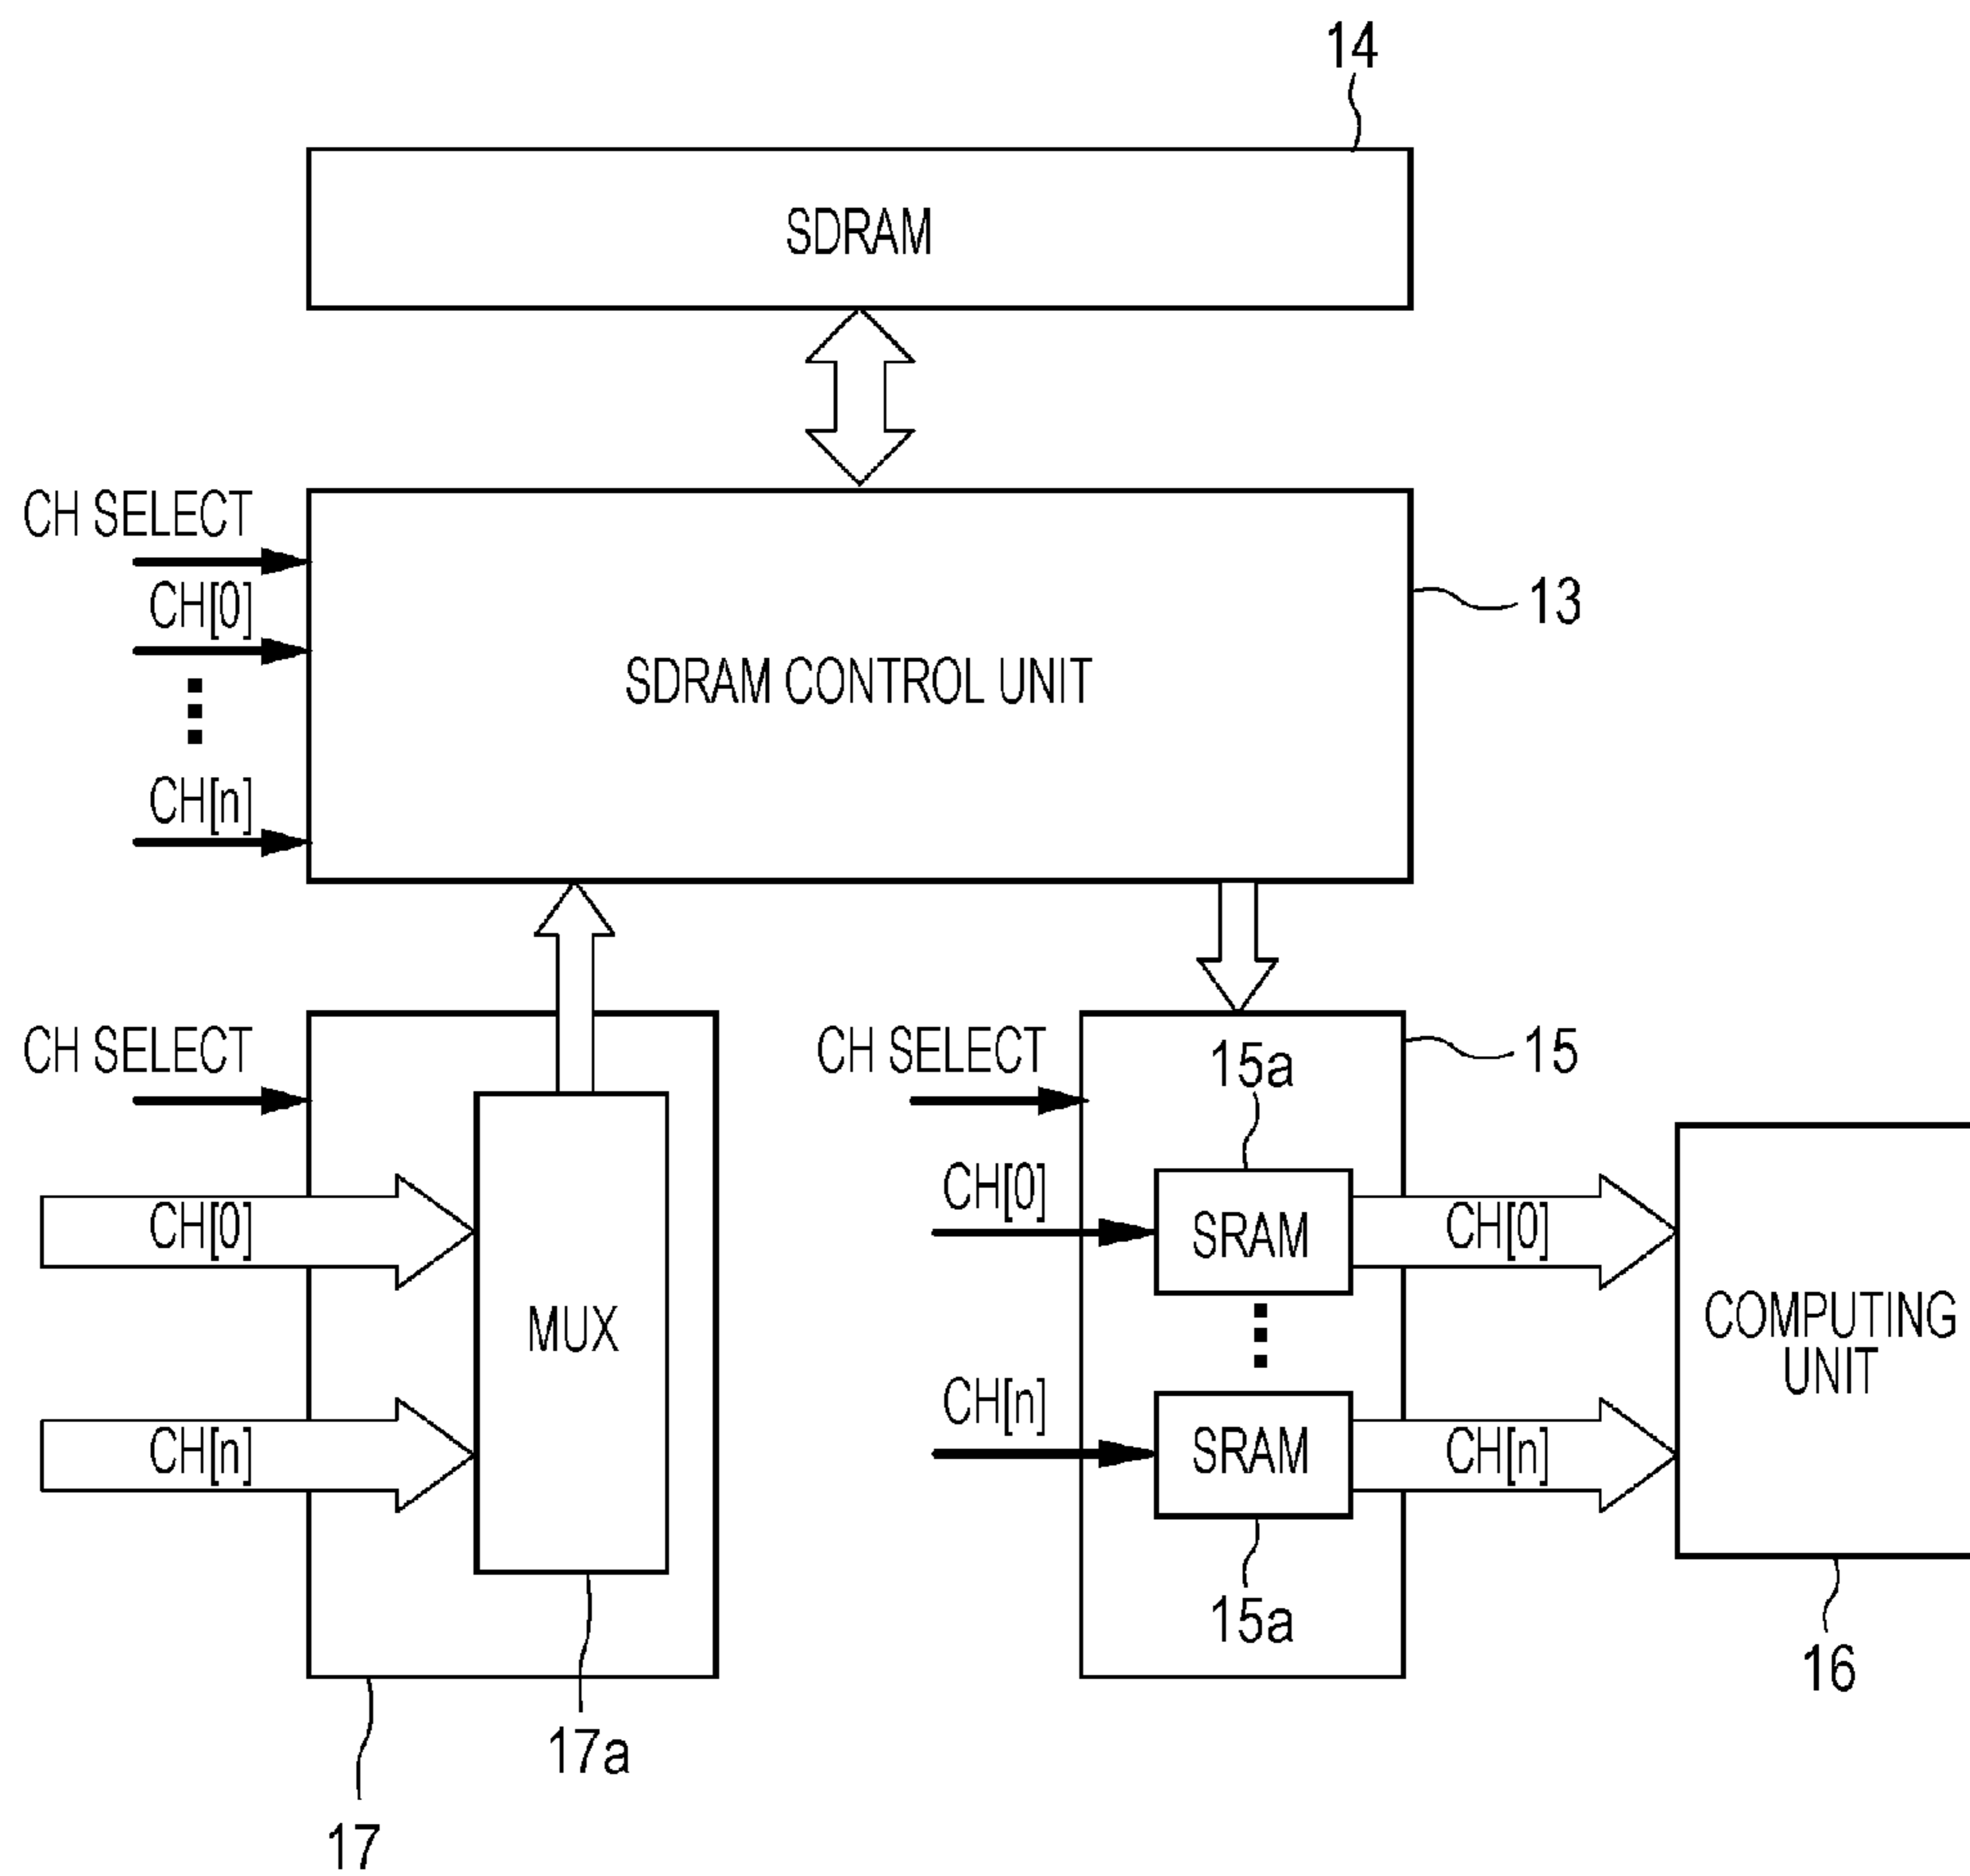 14
SDRAM
CH SELECT
CH[0]
CH[n]
SDRAM CONTROL UNIT
13
CH SELECT
CH[0]
CH[n]
MUX
17a
17
CH SELECT
CH[0]
CH[n]
15
15a
SRAM
SRAM
15a
CH[0]
CH[n]
COMPUTING
UNIT
16